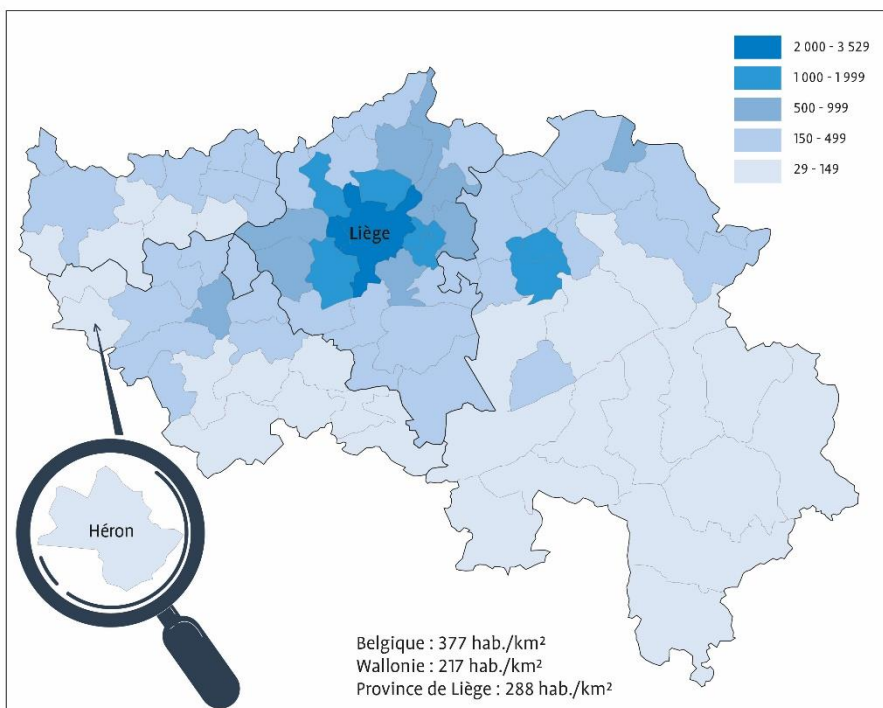 2 000 - 3 529
1 000 - 1 999
500 - 999
150 - 499
29 - 149
Liège
Héron
Belgique : 377 hab./km²
Wallonie : 217 hab./km²
Province de Liège : 288 hab./km²